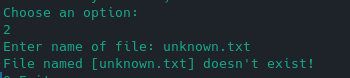 Choose an option:
2
Enter name of file: unknown.txt
File named [unknown.txt] doesn't exist!